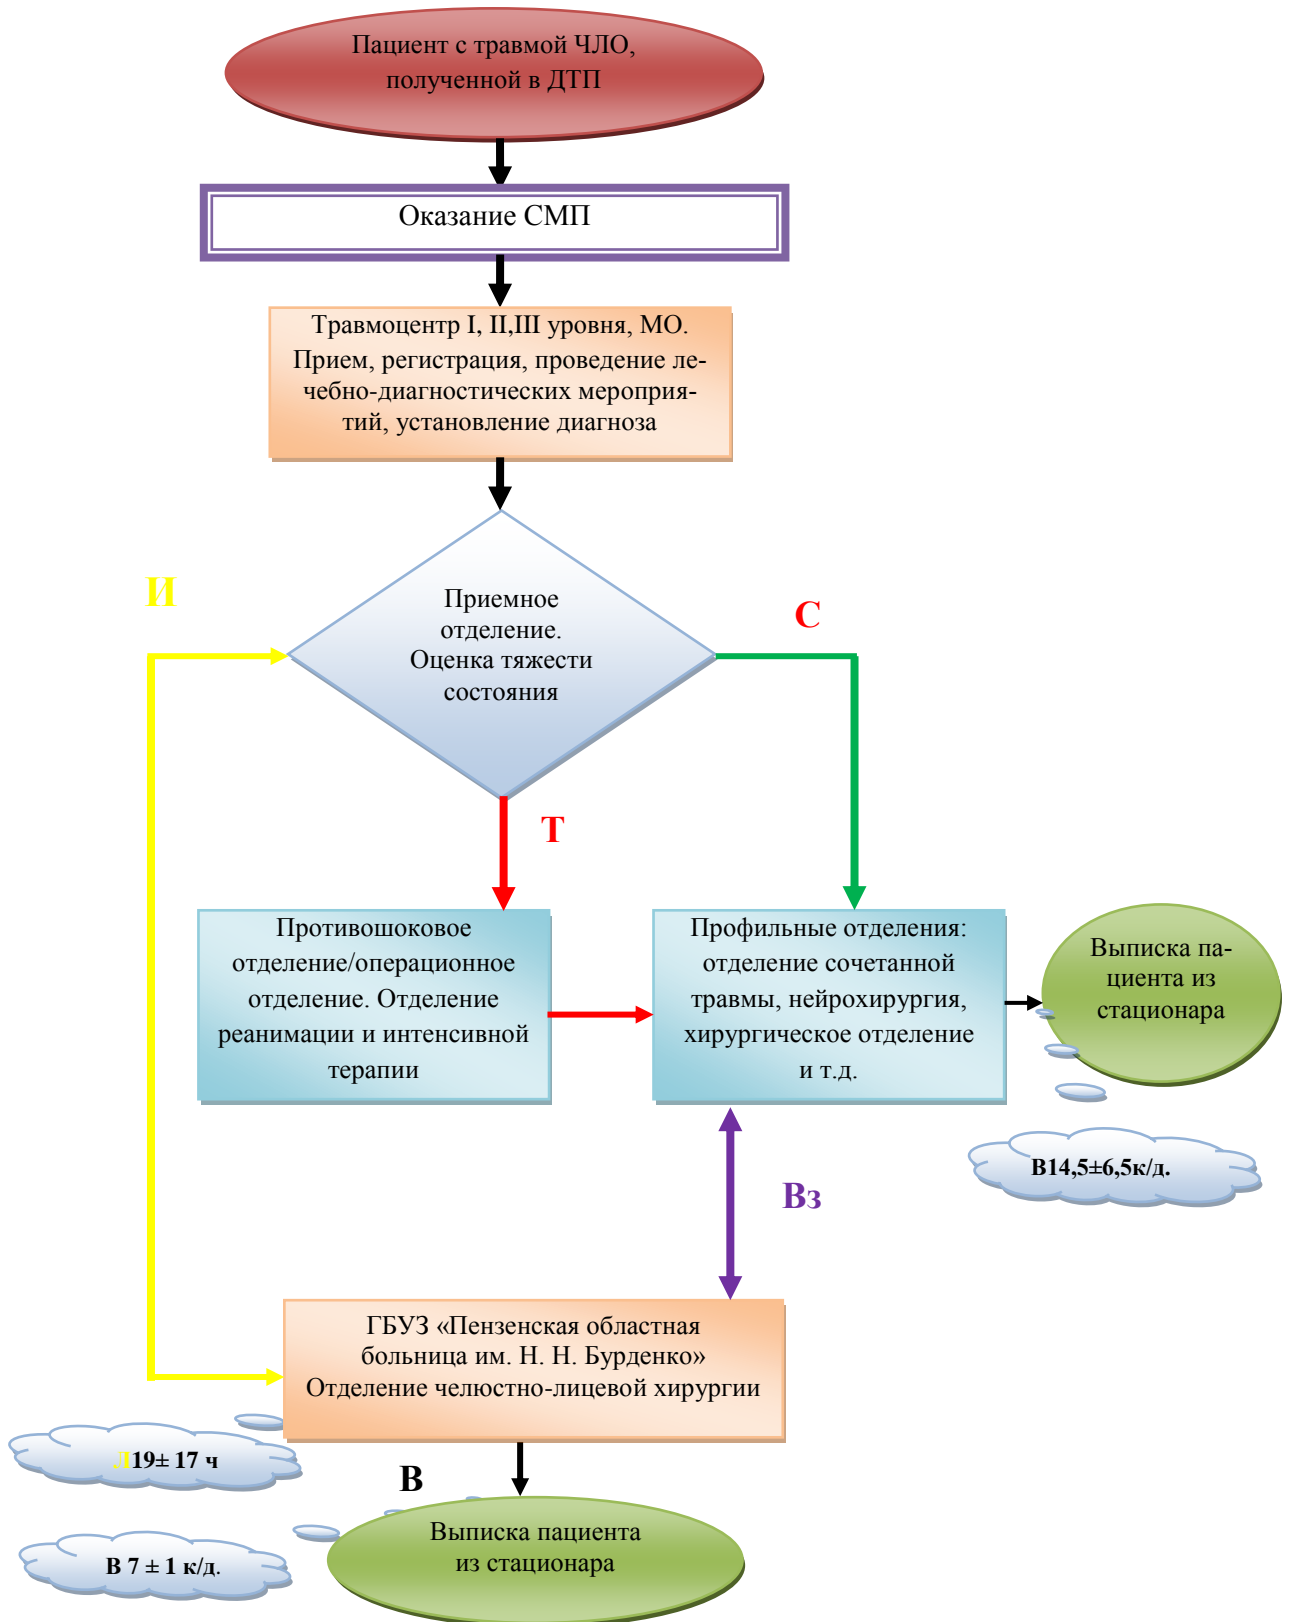 Пациент с травмой ЧЛО,
полученной в ДТП
Оказание СМП
Травмоцентр I, II,III уровня, МО.
Прием, регистрация, проведение ле-
чебно-диагностических мероприя-
тий, установление диагноза
И
Приемное
отделение.
Оценка тяжести
состояния
С
Т
Противошоковое
отделение/операционное
отделение. Отделение
реанимации и интенсивной
терапии
Профильные отделения:
отделение сочетанной
травмы, нейрохирургия,
хирургическое отделение
и т.д.
Выписка па-
циента из
стационара
В14,5±6,5к/д.
Вз
ГБУЗ «Пензенская областная
больница им. Н. Н. Бурденко»
Отделение челюстно-лицевой хирургии
Л19± 17 ч
В
Выписка пациента
из стационара
В 7 ± 1 к/д.